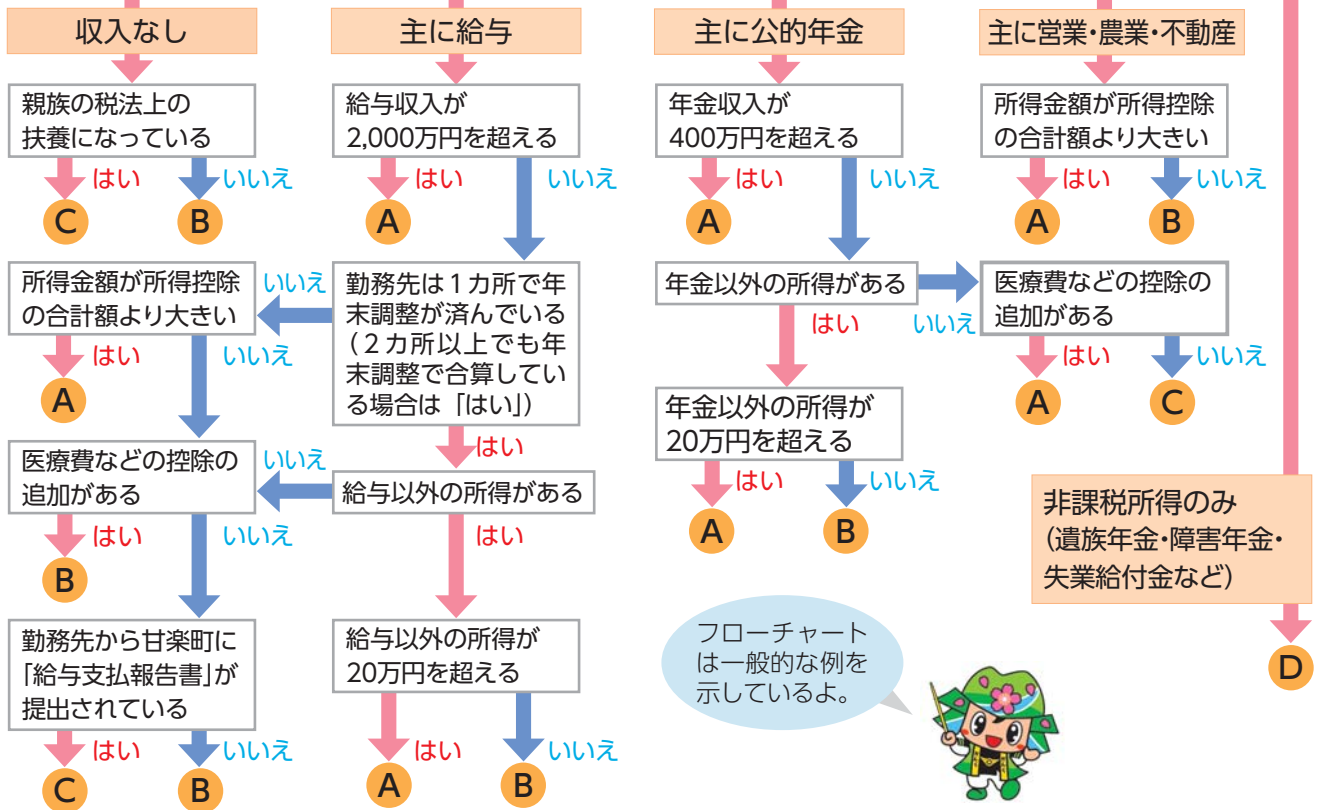 収入なし
親族の税法上の
扶養になっている
はい
いいえ
C
B
所得金額が所得控除
の合計額より大きい
はい
いいえ
A
医療費などの控除の
追加がある
はい
いいえ
B
勤務先から甘楽町に
「給与支払報告書」が
提出されている
はい
いいえ
C
B
主に給与
給与収入が
2,000万円を超える
はい
いいえ
A
勤務先は1カ所で年
末調整が済んでいる
(2カ所以上でも年
末調整で合算してい
る場合は「はい」)
いいえ
はい
給与以外の所得がある
いいえ
はい
給与以外の所得が
20万円を超える
はい
いいえ
A
B
主に公的年金
年金収入が
400万円を超える
はい
いいえ
A
年金以外の所得がある
はい
いいえ
年金以外の所得が
20万円を超える
はい
いいえ
A
B
医療費などの控除の
追加がある
はい
いいえ
A
C
主に営業・農業・不動産
所得金額が所得控除
の合計額より大きい
はい
いいえ
A
B
非課税所得のみ
(遺族年金・障害年金・
失業給付金など)
D
フローチャート
は一般的な例を
示しているよ。